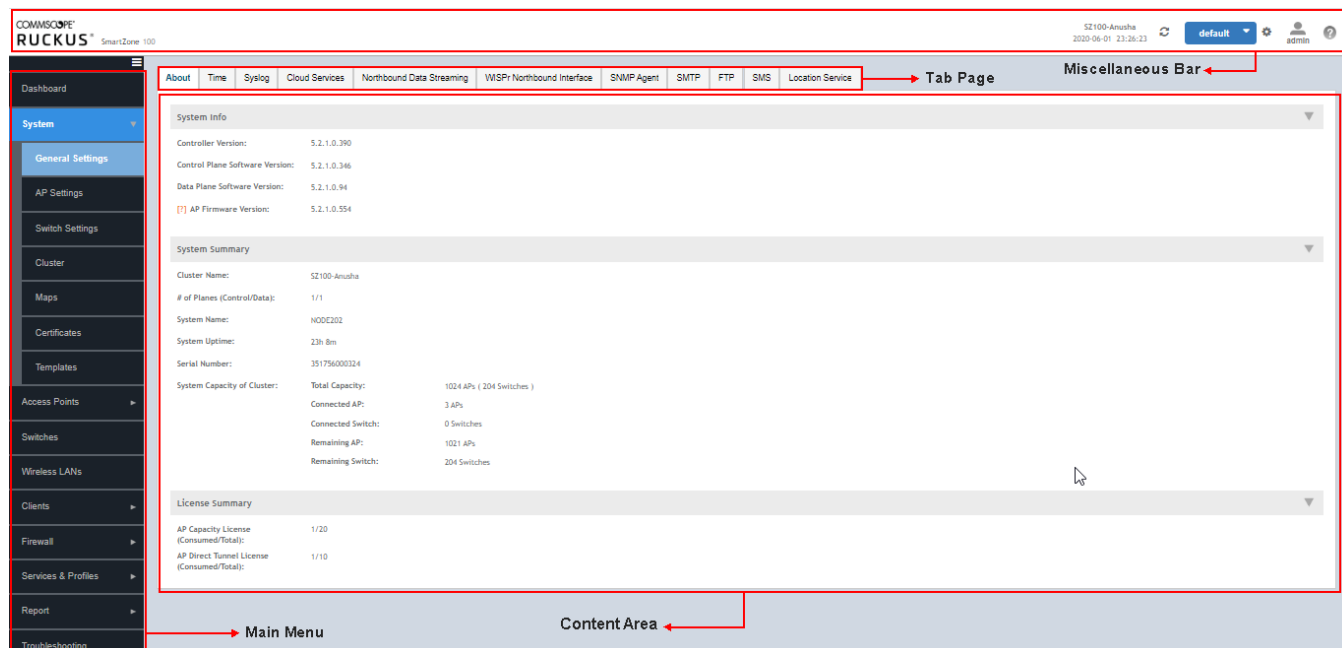 COMMSCOPE®
RUCKUS® SmartZone 100
SZ100-Anusha
2020-06-01 23:26:23
default
admin
Miscellaneous Bar
About Time Syslog Cloud Services Northbound Data Streaming WISPr Northbound Interface SNMP Agent SMTP FTP SMS Location Service
Tab Page
Dashboard
System
General Settings
AP Settings
Switch Settings
Cluster
Maps
Certificates
Templates
Access Points
Switches
Wireless LANs
Clients
Firewall
Services & Profiles
Report
Troubleshooting
System Info
Controller Version: 5.2.1.0.390
Control Plane Software Version: 5.2.1.0.346
Data Plane Software Version: 5.2.1.0.94
[?] AP Firmware Version: 5.2.1.0.554
System Summary
Cluster Name: SZ100-Anusha
# of Planes (Control/Data): 1/1
System Name: NODE202
System Uptime: 23h 8m
Serial Number: 351756000324
System Capacity of Cluster: Total Capacity: 1024 APs ( 204 Switches )
Connected AP: 3 APs
Connected Switch: 0 Switches
Remaining AP: 1021 APs
Remaining Switch: 204 Switches
License Summary
AP Capacity License 1/20
(Consumed/Total):
AP Direct Tunnel License 1/10
(Consumed/Total):
Main Menu
Content Area